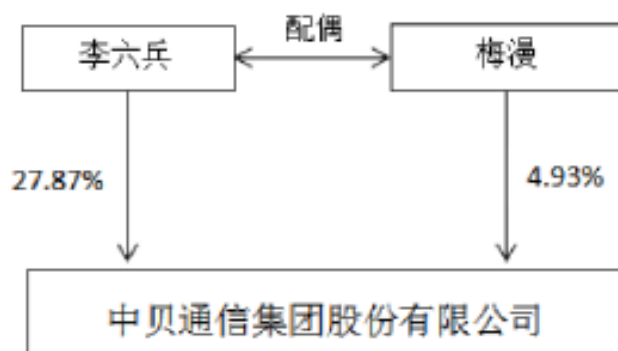 配偶
李六兵
梅漫
27.87%
4.93%
中贝通信集团股份有限公司